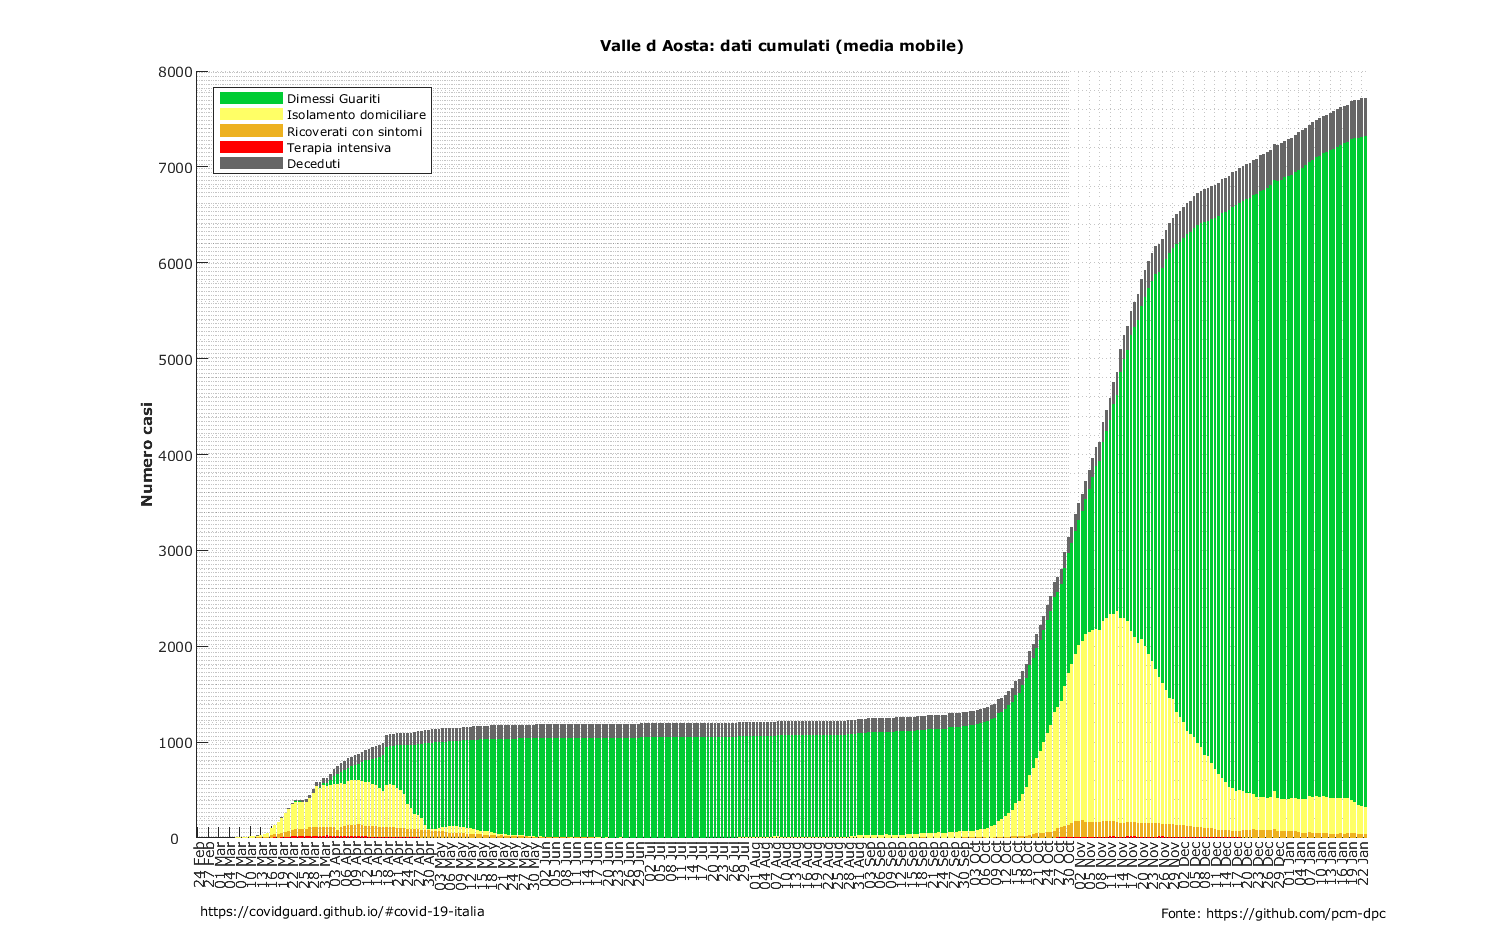 Valle d Aosta: dati cumulati (media mobile)
8000
7000
6000
5000
4000
3000
2000
1000
0
Numero casi
Dimessi Guariti
Isolamento domiciliare
Ricoverati con sintomi
Terapia intensiva
Deceduti
24 Feb
27 Feb
01 Mar
04 Mar
07 Mar
10 Mar
13 Mar
16 Mar
19 Mar
22 Mar
25 Mar
28 Mar
31 Mar
03 Apr
06 Apr
09 Apr
12 Apr
15 Apr
18 Apr
21 Apr
24 Apr
27 Apr
30 Apr
03 May
06 May
09 May
12 May
15 May
18 May
21 May
24 May
27 May
30 May
02 Jun
05 Jun
08 Jun
11 Jun
14 Jun
17 Jun
20 Jun
23 Jun
26 Jun
29 Jun
02 Jul
05 Jul
08 Jul
11 Jul
14 Jul
17 Jul
20 Jul
23 Jul
26 Jul
29 Jul
01 Aug
04 Aug
07 Aug
10 Aug
13 Aug
16 Aug
19 Aug
22 Aug
25 Aug
28 Aug
31 Aug
03 Sep
06 Sep
09 Sep
12 Sep
15 Sep
18 Sep
21 Sep
24 Sep
27 Sep
30 Sep
03 Oct
06 Oct
09 Oct
12 Oct
15 Oct
18 Oct
21 Oct
24 Oct
27 Oct
30 Oct
02 Nov
05 Nov
08 Nov
11 Nov
14 Nov
17 Nov
20 Nov
23 Nov
26 Nov
29 Nov
02 Dec
05 Dec
08 Dec
11 Dec
14 Dec
17 Dec
20 Dec
23 Dec
26 Dec
29 Dec
01 Jan
04 Jan
07 Jan
10 Jan
13 Jan
16 Jan
19 Jan
22 Jan
https://covidguard.github.io/#covid-19-italia
Fonte: https://github.com/pcm-dpc